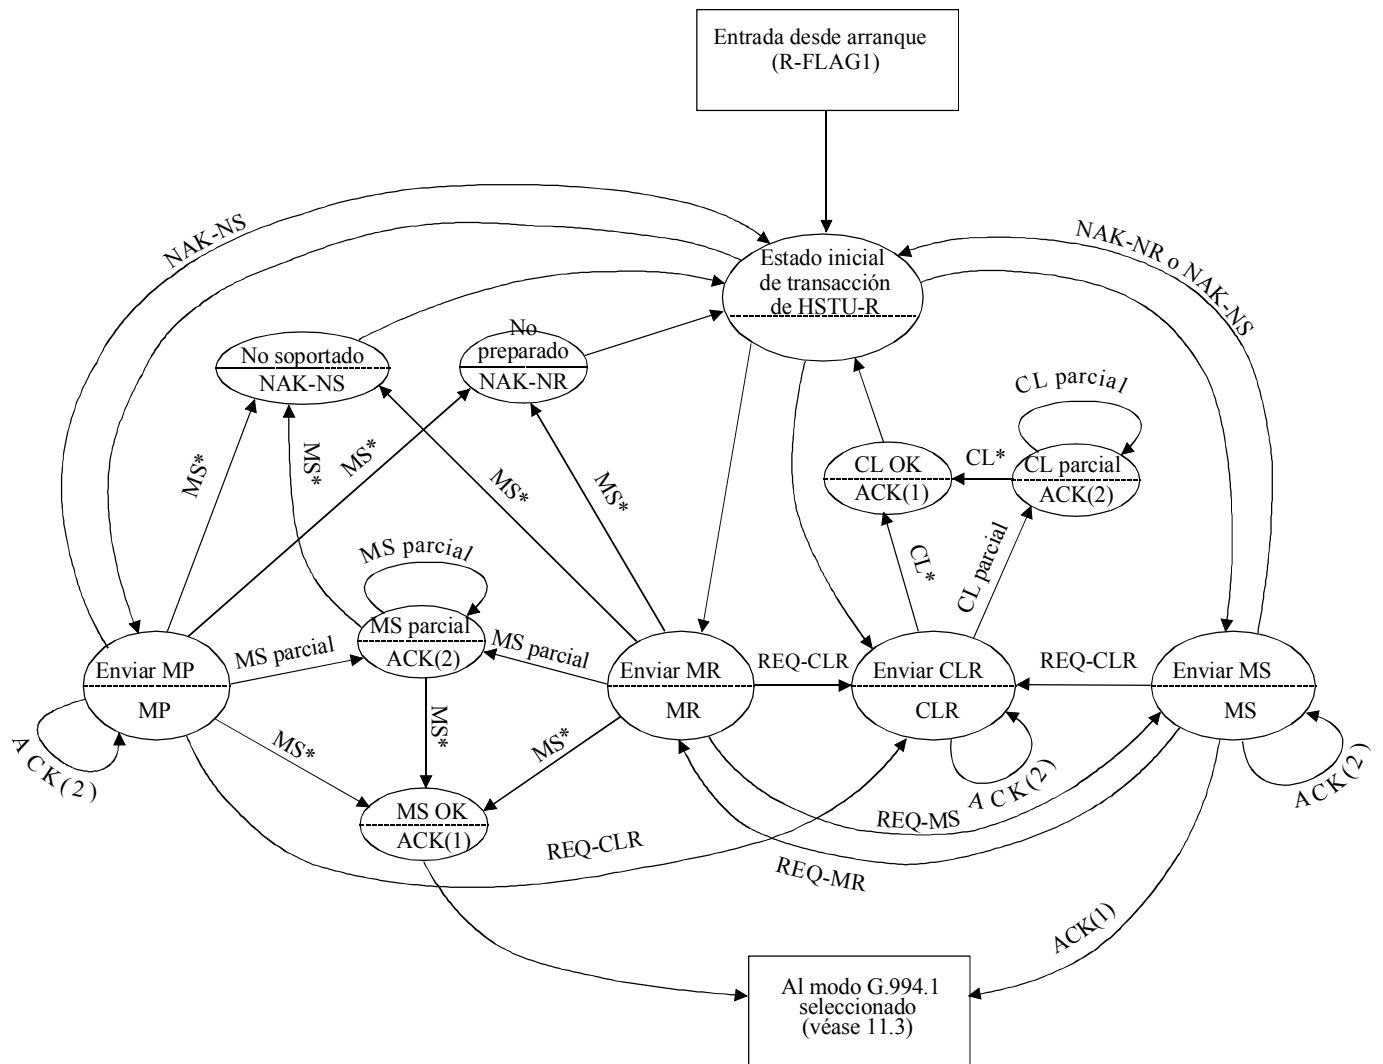 Entrada desde arranque
(R-FLAG1)
NAK-NS
NAK-NR o NAK-NS
Estado inicial
de transacción
de HSTU-R
No soportado
NAK-NS
No
preparado
NAK-NR
CL parcial
MS*
MS*
MS*
MS*
MS*
CL OK
ACK(1)
CL*
CL parcial
ACK(2)
MS parcial
CL*
CL parcial
Enviar MP
MP
MS parcial
MS parcial
ACK(2)
MS parcial
Enviar MR
MR
REQ-CLR
Enviar CLR
CLR
REQ-CLR
Enviar MS
MS
ACK(2)
MS*
MS*
MS*
ACK(2)
ACK(2)
MS OK
ACK(1)
REQ-CLR
REQ-MS
REQ-MR
ACK(1)
Al modo G.994.1
seleccionado
(véase 11.3)